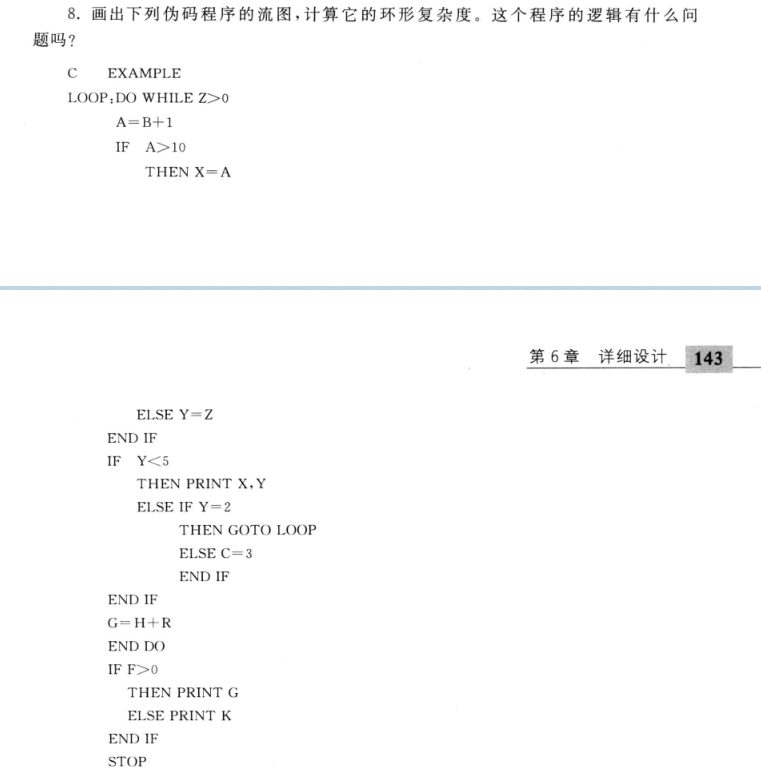 8. 画出下列伪码程序的流图,计算它的环形复杂度。这个程序的逻辑有什么问
题吗?
C EXAMPLE
LOOP:DO WHILE Z>0
A=B+1
IF A>10
THEN X=A
第 6 章 详细设计 143
ELSE Y=Z
END IF
IF Y<5
THEN PRINT X,Y
ELSE IF Y=2
THEN GOTO LOOP
ELSE C=3
END IF
END IF
G=H+R
END DO
IF F>0
THEN PRINT G
ELSE PRINT K
END IF
STOP